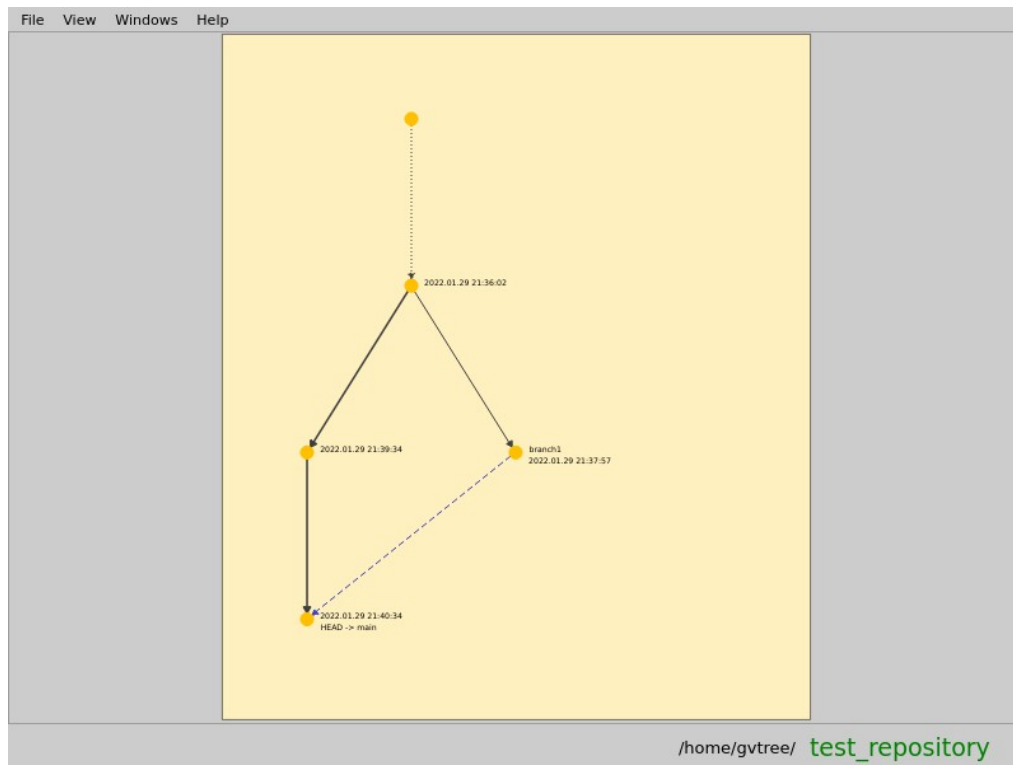 File View Windows Help
2022.01.29 21:36:02
2022.01.29 21:39:34
branch1
2022.01.29 21:37:57
2022.01.29 21:40:34
HEAD -> main
/home/gvtree/ test_repository